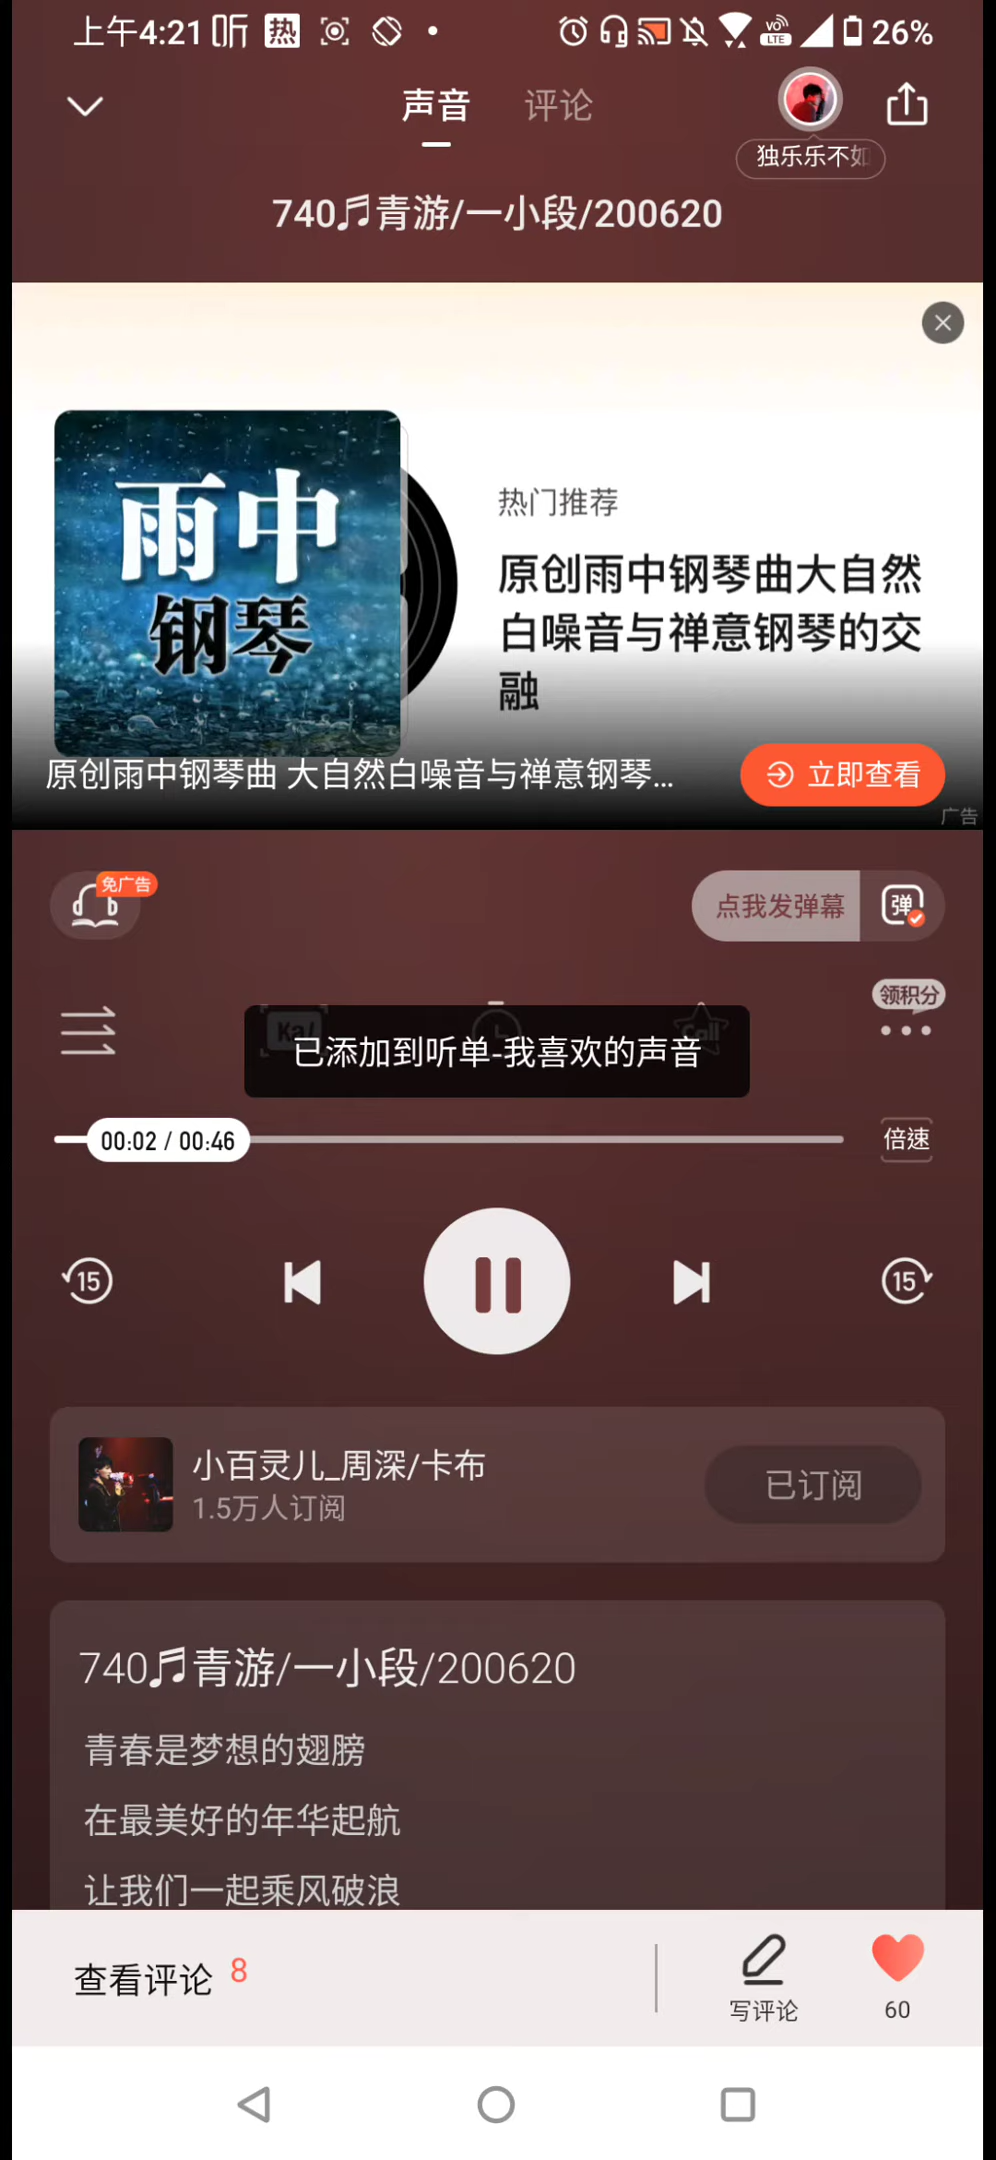 上午4:21 听 热 26%
VO LTE
声音 评论
独乐乐不如
740🎵青游/一小段/200620
雨中
钢琴
热门推荐
原创雨中钢琴曲大自然
白噪音与禅意钢琴的交
融
原创雨中钢琴曲 大自然白噪音与禅意钢琴...
立即查看
广告
免广告
点我发弹幕 弹
领积分
Ka! Call
已添加到听单-我喜欢的声音
00:02 / 00:46 倍速
15 15
小百灵儿_周深/卡布
1.5万人订阅
已订阅
740🎵青游/一小段/200620
青春是梦想的翅膀
在最美好的年华起航
让我们一起乘风破浪
查看评论 8
写评论 60